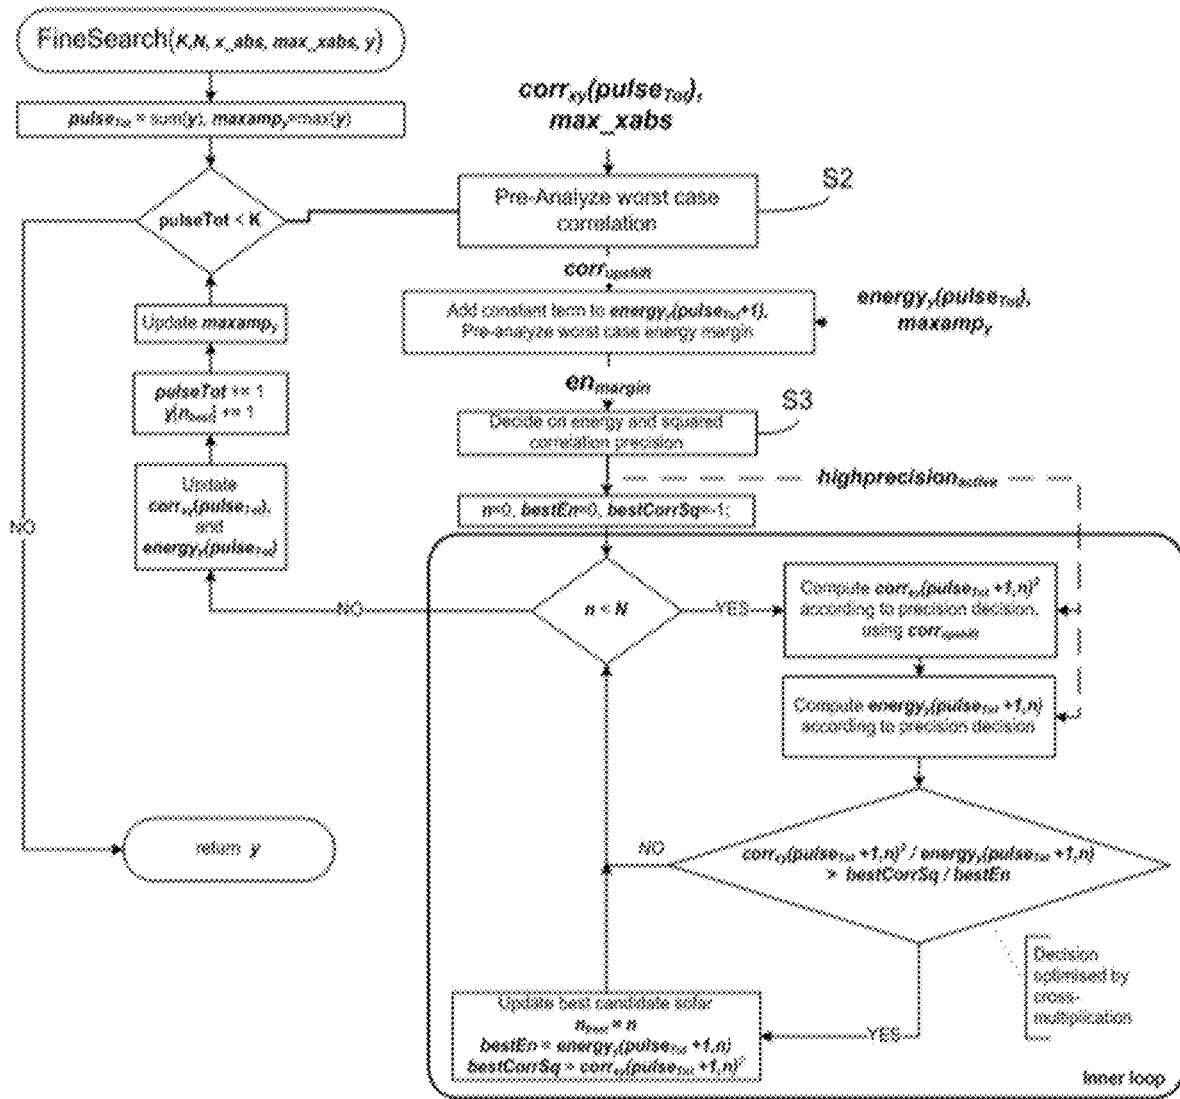 FineSearch(K,N, x_abs, max_xabs, y)
pulse_Tot = sum(y), maxamp_y=max(y)
pulseTot < K
corr_xy(pulse_Tot),
max_xabs
Pre-Analyze worst case
correlation
S2
corr_upshift
Add constant term to energy_y(pulse_Tot+1),
Pre-analyze worst case energy margin
energy_y(pulse_Tot),
maxamp_y
en_margin
Decide on energy and squared
correlation precision
S3
highprecision_active
n=0, bestEn=0, bestCorrSq=-1;
Update maxamp_y
pulseTot += 1
y[n_best] += 1
Update
corr_xy(pulse_Tot),
and
energy_y(pulse_Tot)
NO
NO
n < N
YES
Compute corr_xy(pulse_Tot +1,n)²
according to precision decision,
using corr_upshift
Compute energy_y(pulse_Tot +1,n)
according to precision decision
corr_xy(pulse_Tot +1,n)² / energy_y(pulse_Tot +1,n)
> bestCorrSq / bestEn
NO
YES
Decision
optimised by
cross-
multiplication
Update best candidate sofar
n_best = n
bestEn = energy_y(pulse_Tot +1,n)
bestCorrSq = corr_xy(pulse_Tot +1,n)²
return y
Inner loop